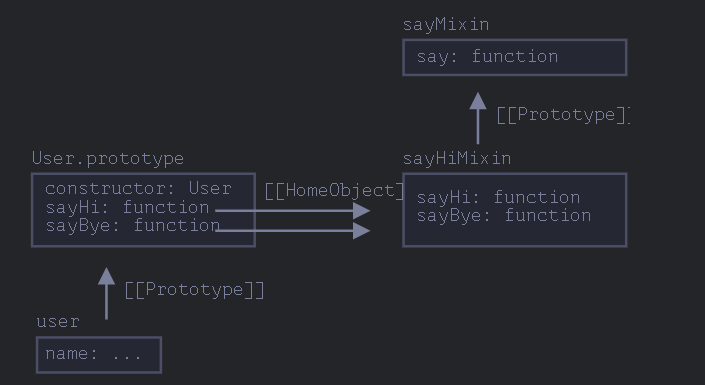 sayMixin
say: function
[[Prototype]]
User.prototype
constructor: User
sayHi: function
sayBye: function
[[HomeObject]
sayHiMixin
sayHi: function
sayBye: function
[[Prototype]]
user
name: ...